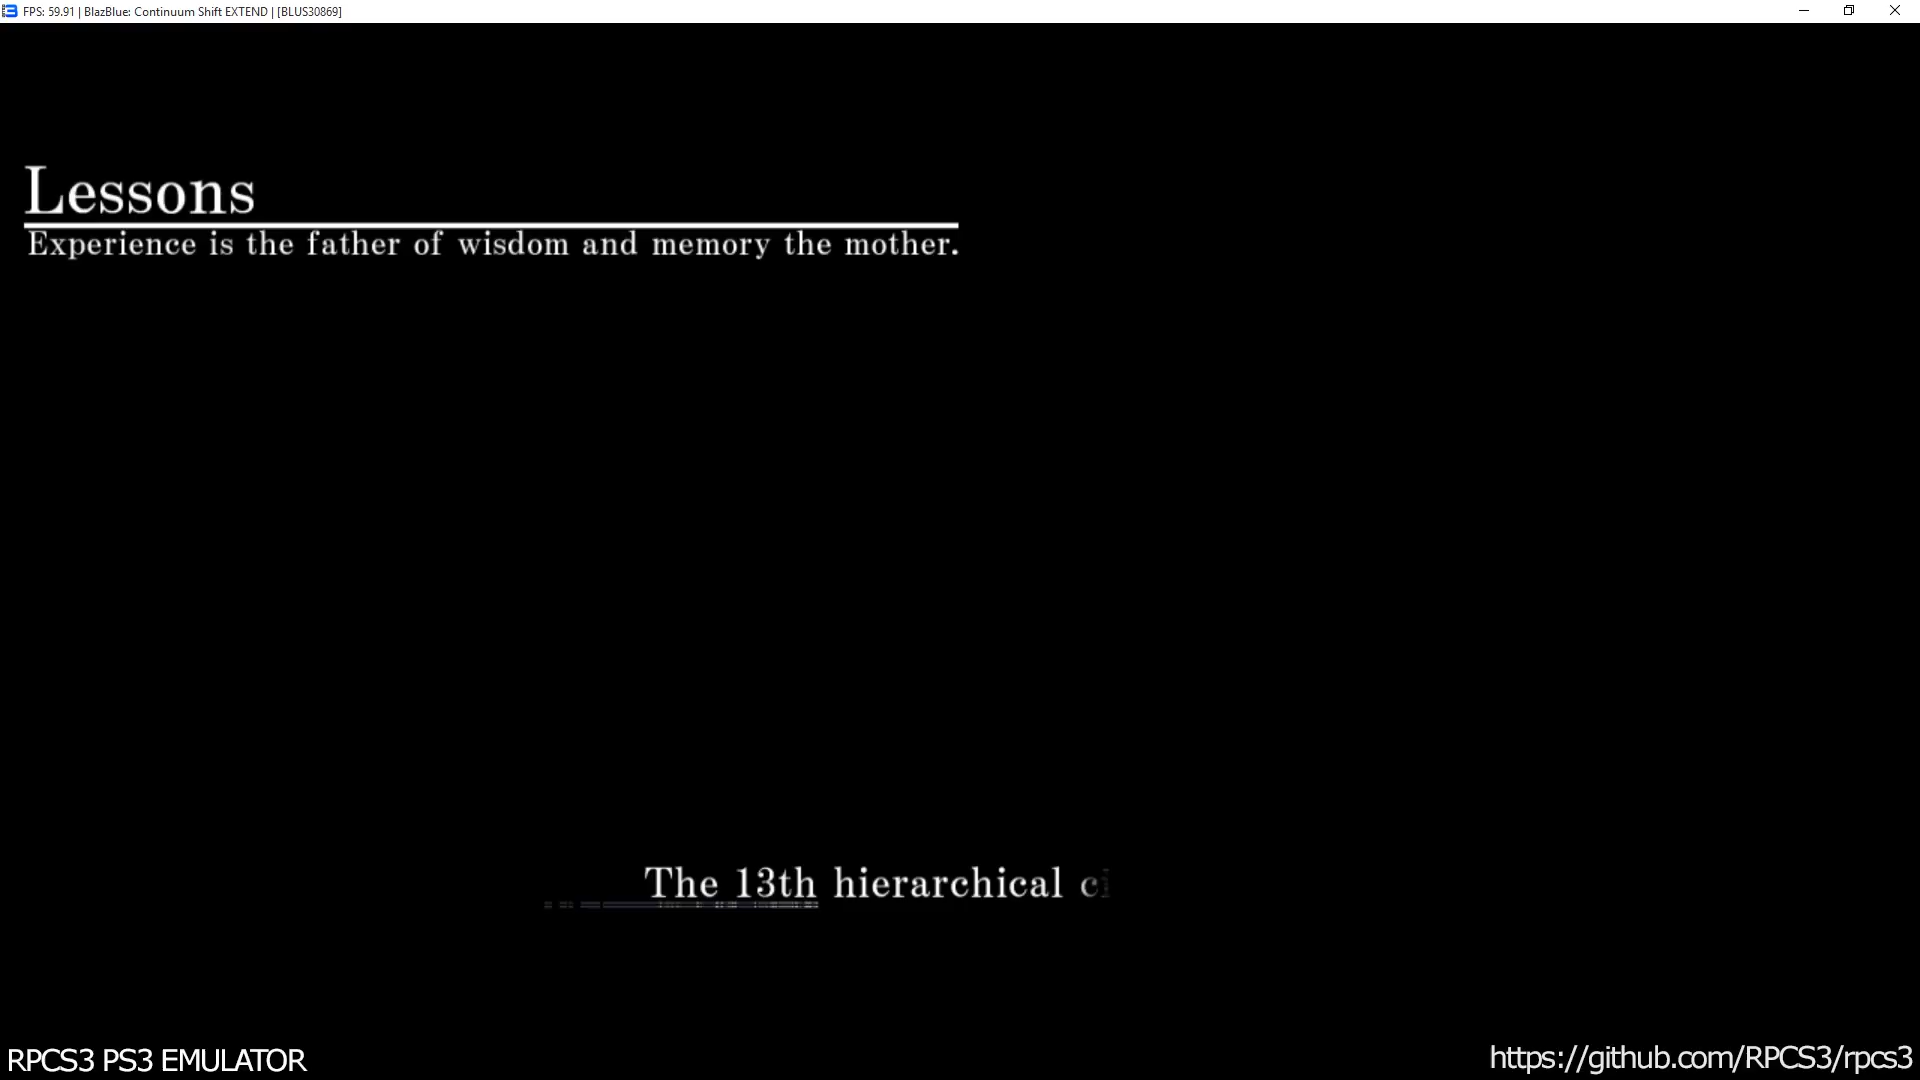 FPS: 59.91 | BlazBlue: Continuum Shift EXTEND | [BLUS30869]
Lessons
Experience is the father of wisdom and memory the mother.
The 13th hierarchical c
RPCS3 PS3 EMULATOR
https://github.com/RPCS3/rpcs3